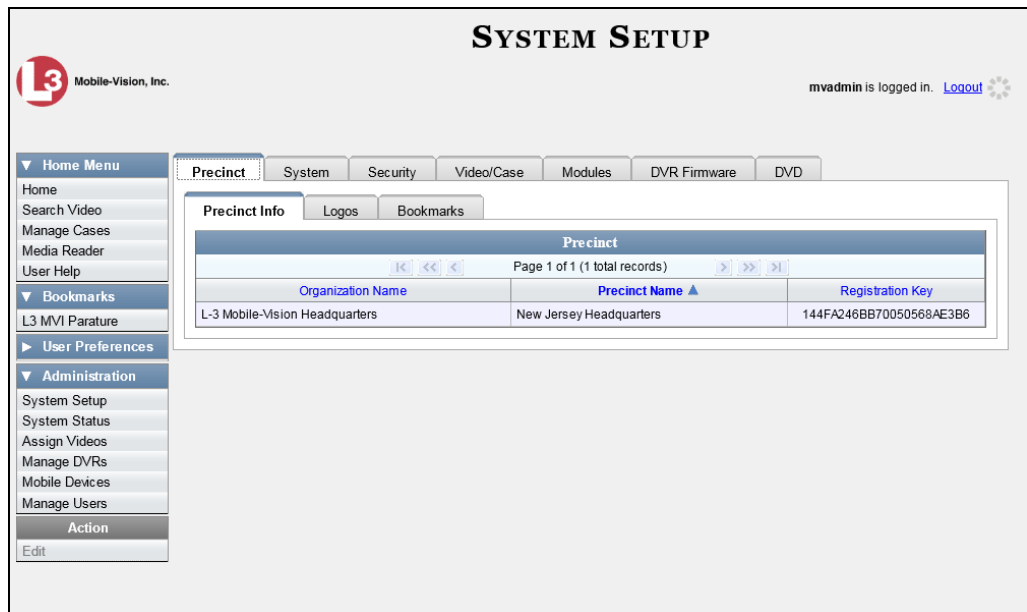 SYSTEM SETUP
L3 Mobile-Vision, Inc.
mvadmin is logged in. Logout
▼ Home Menu
Home
Search Video
Manage Cases
Media Reader
User Help
▼ Bookmarks
L3 MVI Parature
▶ User Preferences
▼ Administration
System Setup
System Status
Assign Videos
Manage DVRs
Mobile Devices
Manage Users
Action
Edit
Precinct System Security Video/Case Modules DVR Firmware DVD
Precinct Info Logos Bookmarks
Precinct
|< << < Page 1 of 1 (1 total records) > >> >|
Organization Name Precinct Name ▲ Registration Key
L-3 Mobile-Vision Headquarters New Jersey Headquarters 144FA246BB70050568AE3B6